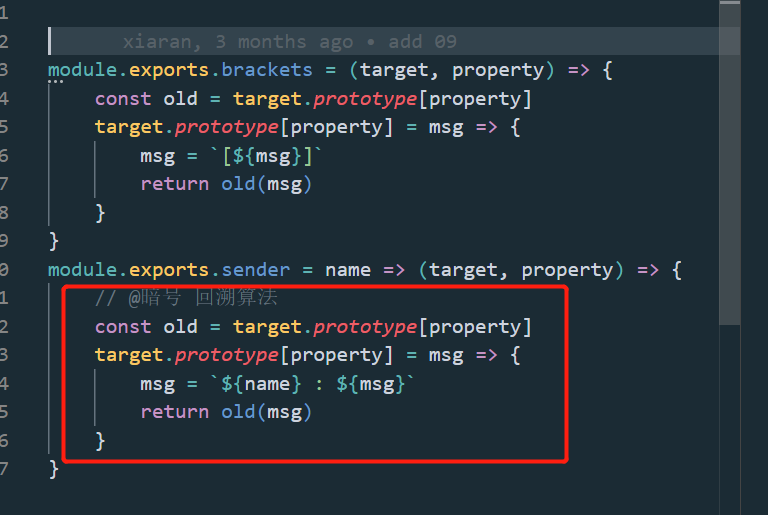 1
2 xiaran, 3 months ago • add 09
3 module.exports.brackets = (target, property) => {
4 const old = target.prototype[property]
5 target.prototype[property] = msg => {
6 msg = `[${msg}]`
7 return old(msg)
8 }
9 }
0 module.exports.sender = name => (target, property) => {
1 // @暗号 回溯算法
2 const old = target.prototype[property]
3 target.prototype[property] = msg => {
4 msg = `${name} : ${msg}`
5 return old(msg)
6 }
7 }